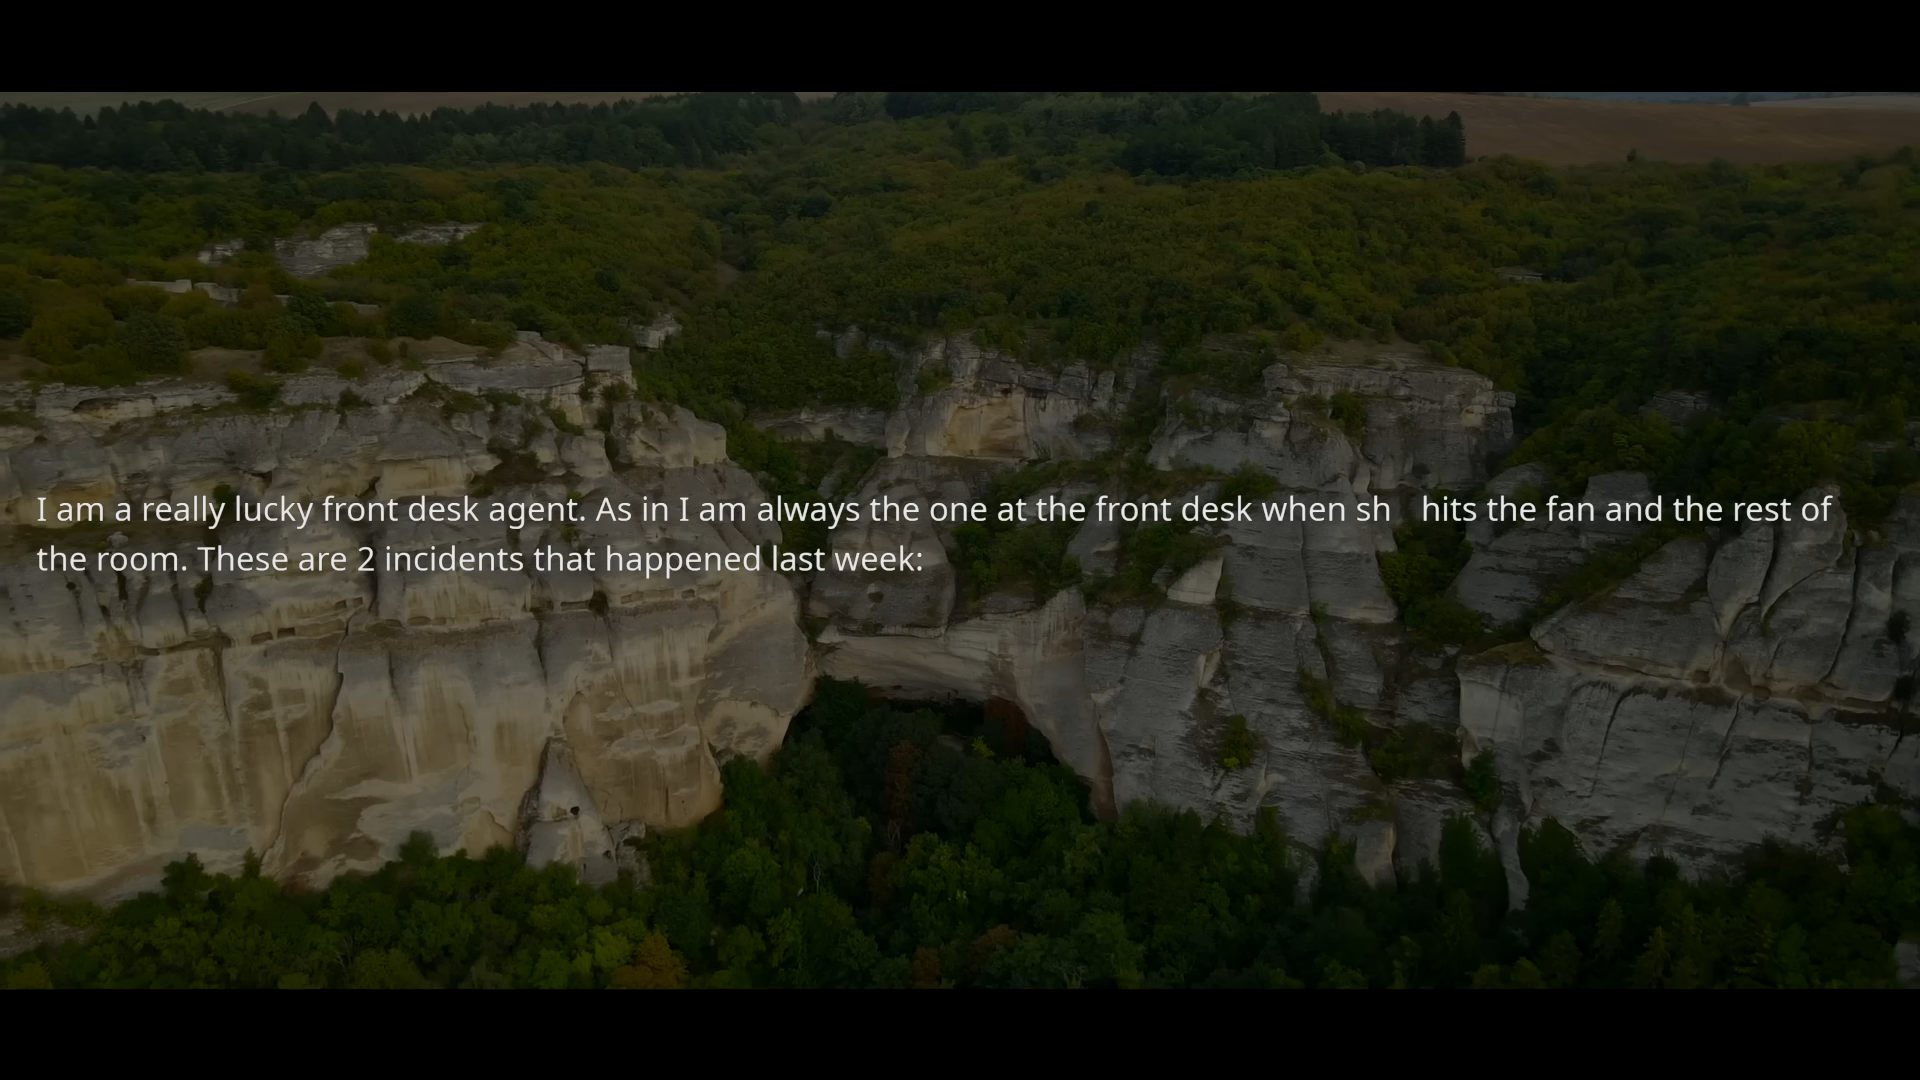 I am a really lucky front desk agent. As in I am always the one at the front desk when sh   hits the fan and the rest of
the room. These are 2 incidents that happened last week: